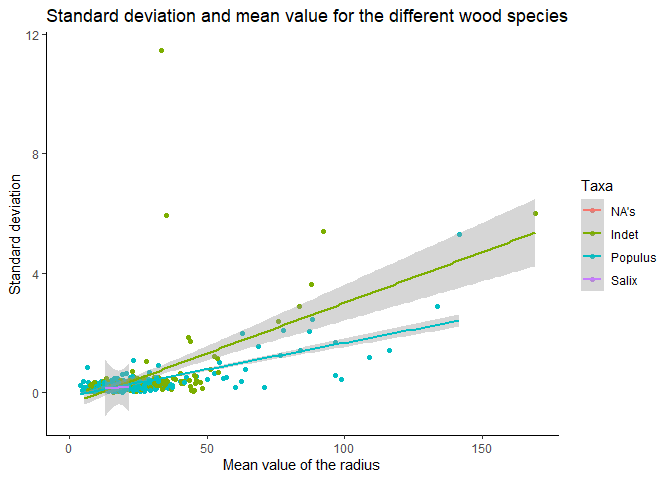 Standard deviation and mean value for the different wood species
Standard deviation
12
8
4
0
0
50
100
150
Mean value of the radius
Taxa
NA's
Indet
Populus
Salix